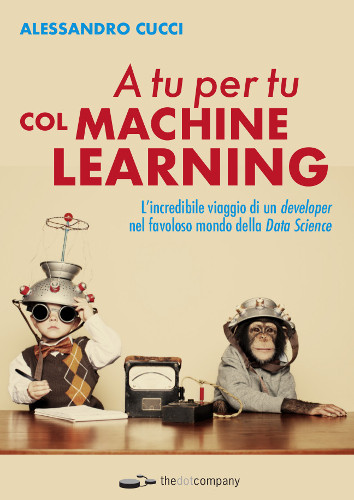 ALESSANDRO CUCCI
A tu per tu
COL MACHINE
LEARNING
L'incredibile viaggio di un developer
nel favoloso mondo della Data Science
thedotcompany